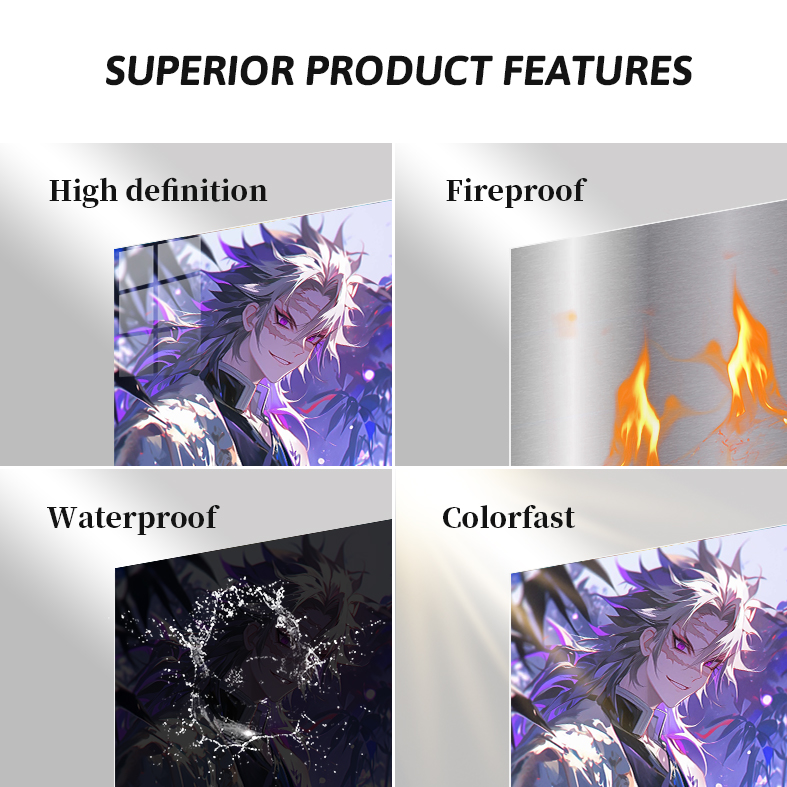 SUPERIOR PRODUCT FEATURES
High definition
Fireproof
Waterproof
Colorfast